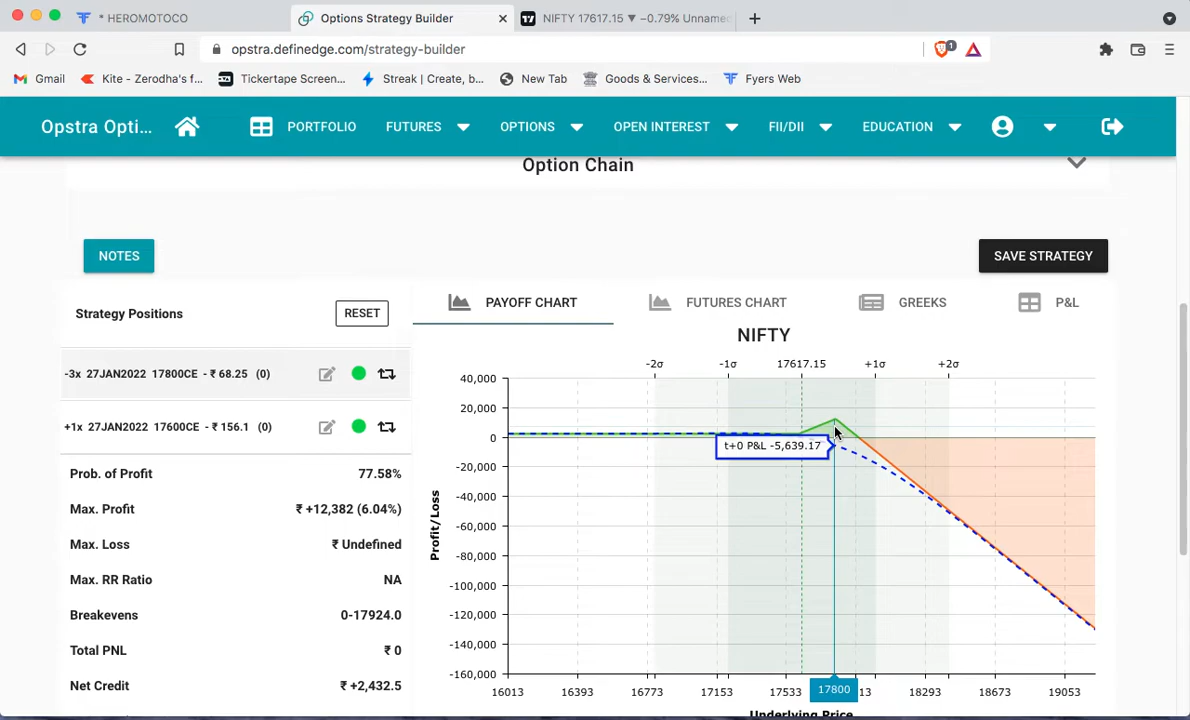 * HEROMOTOCO
Options Strategy Builder
NIFTY 17617.15 ▼ −0.79% Unname
opstra.definedge.com/strategy-builder
1
Gmail
Kite - Zerodha's f...
Tickertape Screen...
Streak | Create, b...
New Tab
Goods & Services...
Fyers Web
Opstra Opti...
PORTFOLIO
FUTURES
OPTIONS
OPEN INTEREST
FII/DII
EDUCATION
Option Chain
NOTES
SAVE STRATEGY
Strategy Positions
RESET
-3x 27JAN2022 17800CE - ₹ 68.25 (0)
+1x 27JAN2022 17600CE - ₹ 156.1 (0)
Prob. of Profit 77.58%
Max. Profit ₹ +12,382 (6.04%)
Max. Loss ₹ Undefined
Max. RR Ratio NA
Breakevens 0-17924.0
Total PNL ₹ 0
Net Credit ₹ +2,432.5
PAYOFF CHART
FUTURES CHART
GREEKS
P&L
NIFTY
-2σ -1σ 17617.15 +1σ +2σ
40,000
20,000
0
-20,000
-40,000
-60,000
-80,000
-100,000
-120,000
-140,000
-160,000
Profit/Loss
t+0 P&L -5,639.17
16013 16393 16773 17153 17533 17800 13 18293 18673 19053
Underlying Price